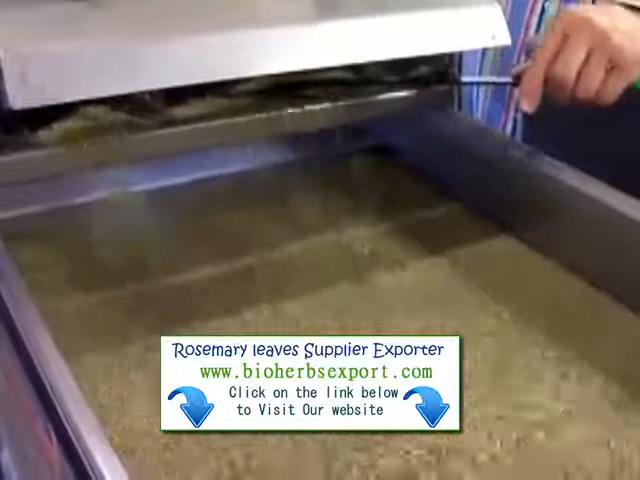 Rosemary leaves Supplier Exporter
www.bioherbsexport.com
Click on the link below
to Visit Our website